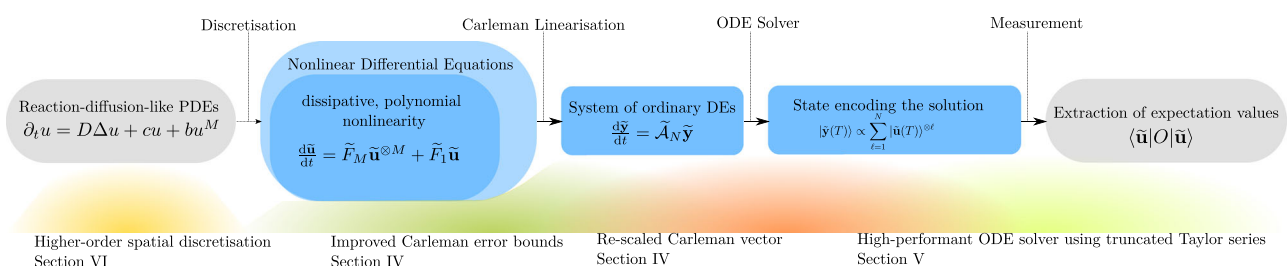 Discretisation
Carleman Linearisation
ODE Solver
Measurement
Reaction-diffusion-like PDEs
∂ₜu = DΔu + cu + buᴹ
Nonlinear Differential Equations
dissipative, polynomial
nonlinearity
dũ/dt = F̃_M ũ^{⊗M} + F̃₁ũ
System of ordinary DEs
dỹ/dt = Ã_N ỹ
State encoding the solution
|ỹ(T)⟩ ∝ ∑_{ℓ=1}^{N} |ũ(T)⟩^{⊗ℓ}
Extraction of expectation values
⟨ũ|O|ũ⟩
Higher-order spatial discretisation
Section VI
Improved Carleman error bounds
Section IV
Re-scaled Carleman vector
Section IV
High-performant ODE solver using truncated Taylor series
Section V